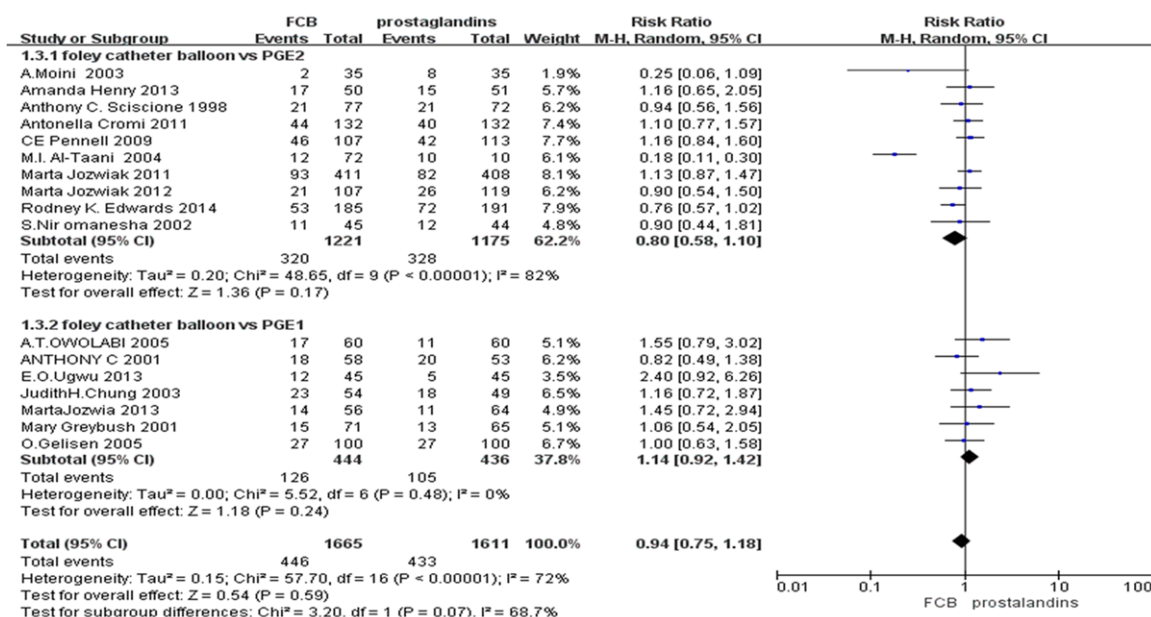 FCB prostaglandins Risk Ratio Risk Ratio
Study or Subgroup Events Total Events Total Weight M-H, Random, 95% CI M-H, Random, 95% CI
1.3.1 foley catheter balloon vs PGE2
A.Moini 2003 2 35 8 35 1.9% 0.25 [0.06, 1.09]
Amanda Henry 2013 17 50 15 51 5.7% 1.16 [0.65, 2.05]
Anthony C. Sciscione 1998 21 77 21 72 6.2% 0.94 [0.56, 1.56]
Antonella Cromi 2011 44 132 40 132 7.4% 1.10 [0.77, 1.57]
CE Pennell 2009 46 107 42 113 7.7% 1.16 [0.84, 1.60]
M.I. Al-Taani 2004 12 72 10 10 6.1% 0.18 [0.11, 0.30]
Marta Jozwiak 2011 93 411 82 408 8.1% 1.13 [0.87, 1.47]
Marta Jozwiak 2012 21 107 26 119 6.3% 0.90 [0.54, 1.50]
Rodney K. Edwards 2014 53 185 72 191 7.9% 0.76 [0.57, 1.02]
S.Nir omanesha 2002 11 45 12 44 4.8% 0.90 [0.44, 1.81]
Subtotal (95% CI) 1221 1175 62.2% 0.80 [0.58, 1.10]
Total events 320 328
Heterogeneity: Tau² = 0.20; Chi² = 48.65, df = 9 (P < 0.00001); I² = 82%
Test for overall effect: Z = 1.36 (P = 0.17)
1.3.2 foley catheter balloon vs PGE1
A.T.OWOLABI 2005 17 60 11 60 5.1% 1.55 [0.79, 3.02]
ANTHONY C 2001 18 58 20 53 6.2% 0.82 [0.49, 1.38]
E.O.Ugwu 2013 12 45 5 45 3.5% 2.40 [0.92, 6.26]
JudithH.Chung 2003 23 54 18 49 6.5% 1.16 [0.72, 1.87]
MartaJozwia 2013 14 56 11 64 4.9% 1.45 [0.72, 2.94]
Mary Greybush 2001 15 71 13 65 5.1% 1.06 [0.54, 2.05]
O.Gelisen 2005 27 100 27 100 6.7% 1.00 [0.63, 1.58]
Subtotal (95% CI) 444 436 37.8% 1.14 [0.92, 1.42]
Total events 126 105
Heterogeneity: Tau² = 0.00; Chi² = 5.52, df = 6 (P = 0.48); I² = 0%
Test for overall effect: Z = 1.18 (P = 0.24)
Total (95% CI) 1665 1611 100.0% 0.94 [0.75, 1.18]
Total events 446 433
Heterogeneity: Tau² = 0.15; Chi² = 57.70, df = 16 (P < 0.00001); I² = 72%
Test for overall effect: Z = 0.54 (P = 0.59)
Test for subgroup differences: Chi² = 3.20, df = 1 (P = 0.07), I² = 68.7%
0.01 0.1 1 10 100
FCB prostalandins